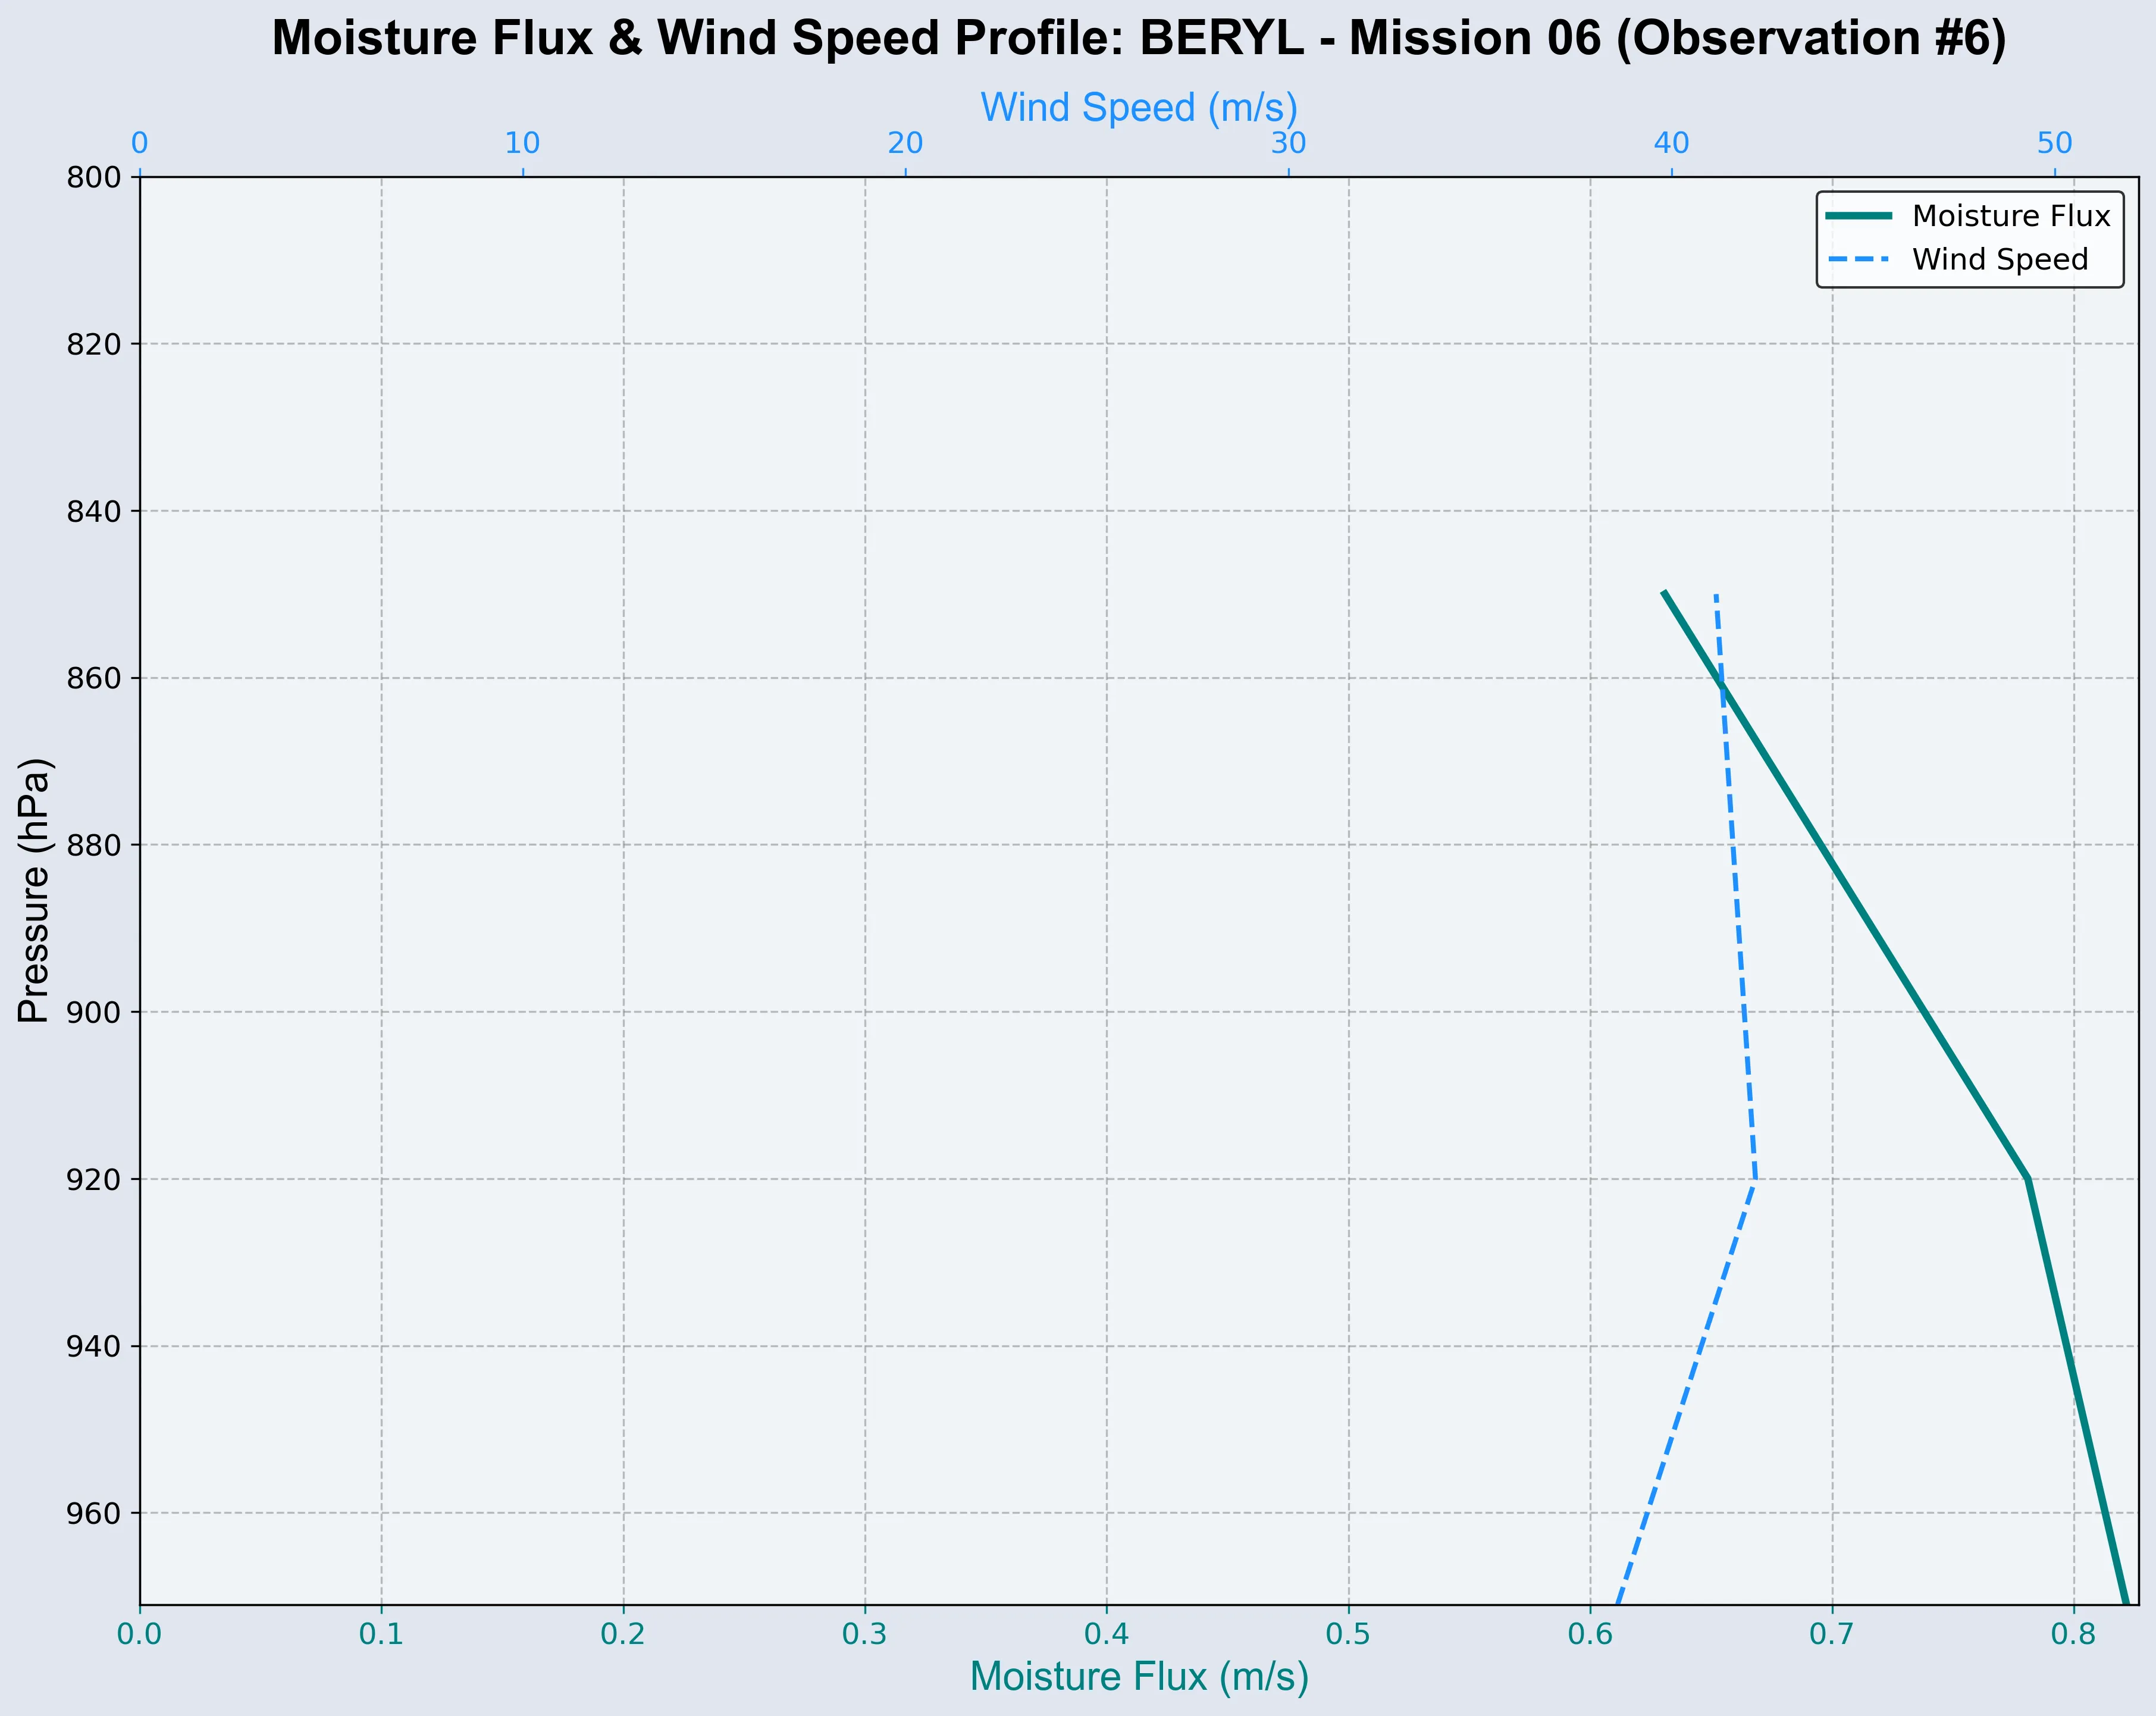 Moisture Flux & Wind Speed Profile: BERYL - Mission 06 (Observation #6)
Wind Speed (m/s)
0 10 20 30 40 50
Moisture Flux
Wind Speed
Pressure (hPa)
800
820
840
860
880
900
920
940
960
0.0 0.1 0.2 0.3 0.4 0.5 0.6 0.7 0.8
Moisture Flux (m/s)